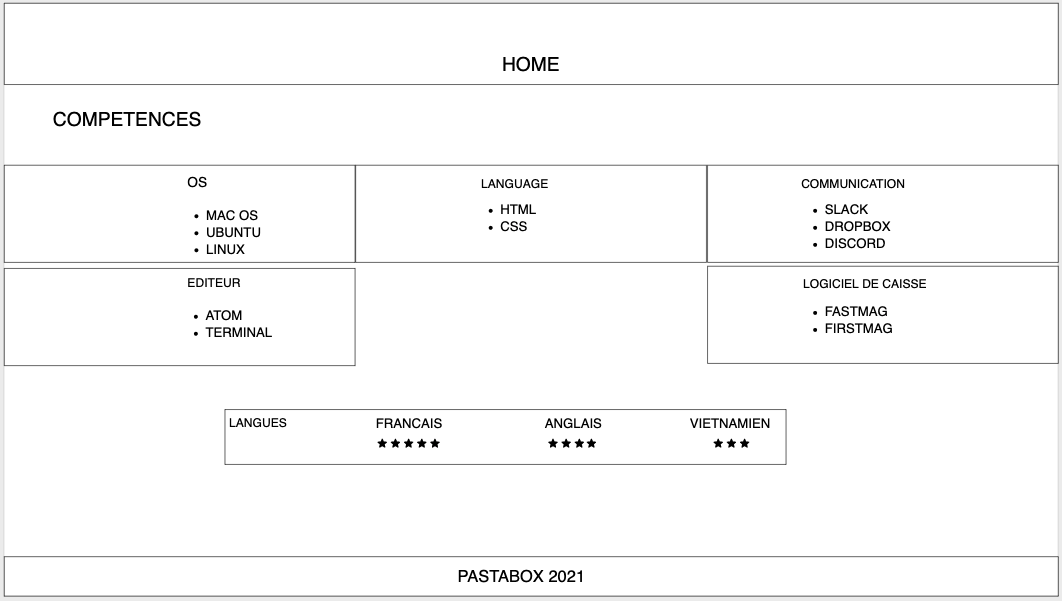 HOME
COMPETENCES
OS
• MAC OS
• UBUNTU
• LINUX
LANGUAGE
• HTML
• CSS
COMMUNICATION
• SLACK
• DROPBOX
• DISCORD
EDITEUR
• ATOM
• TERMINAL
LOGICIEL DE CAISSE
• FASTMAG
• FIRSTMAG
LANGUES FRANCAIS ANGLAIS VIETNAMIEN
★★★★★ ★★★★ ★★★
PASTABOX 2021